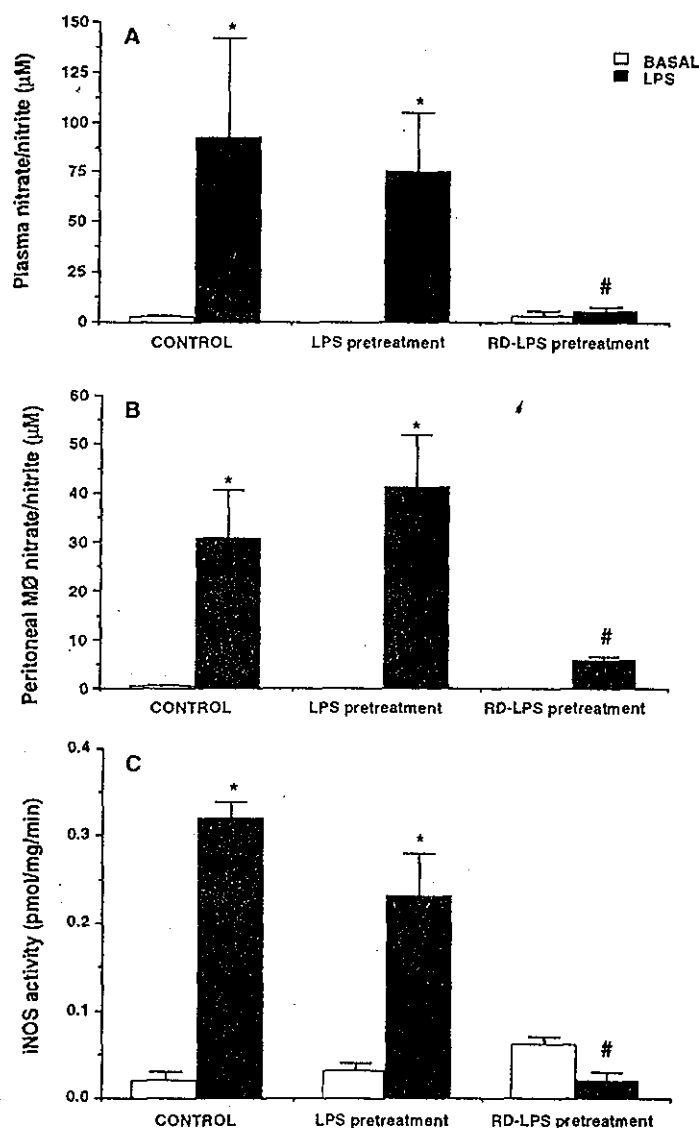 A
Plasma nitrate/nitrite (μM)
150
125
100
75
50
25
0
*
*
#
BASAL
LPS
CONTROL
LPS pretreatment
RD-LPS pretreatment
B
Peritoneal MØ nitrate/nitrite (μM)
60
50
40
30
20
10
0
*
*
#
CONTROL
LPS pretreatment
RD-LPS pretreatment
C
iNOS activity (pmol/mg/min)
0.4
0.3
0.2
0.1
0.0
*
*
#
CONTROL
LPS pretreatment
RD-LPS pretreatment